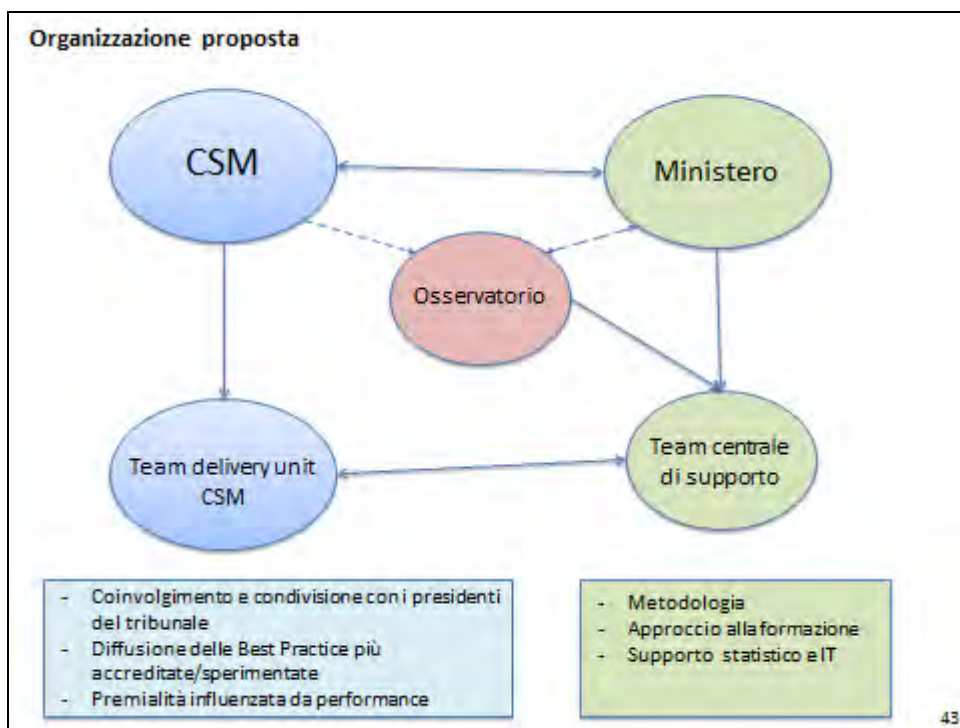 Organizzazione proposta
CSM
Ministero
Osservatorio
Team delivery unit
CSM
Team centrale
di supporto
- Coinvolgimento e condivisione con i presidenti
del tribunale
- Diffusione delle Best Practice più
accreditate/sperimentate
- Premialità influenzata da performance
- Metodologia
- Approccio alla formazione
- Supporto statistico e IT
43